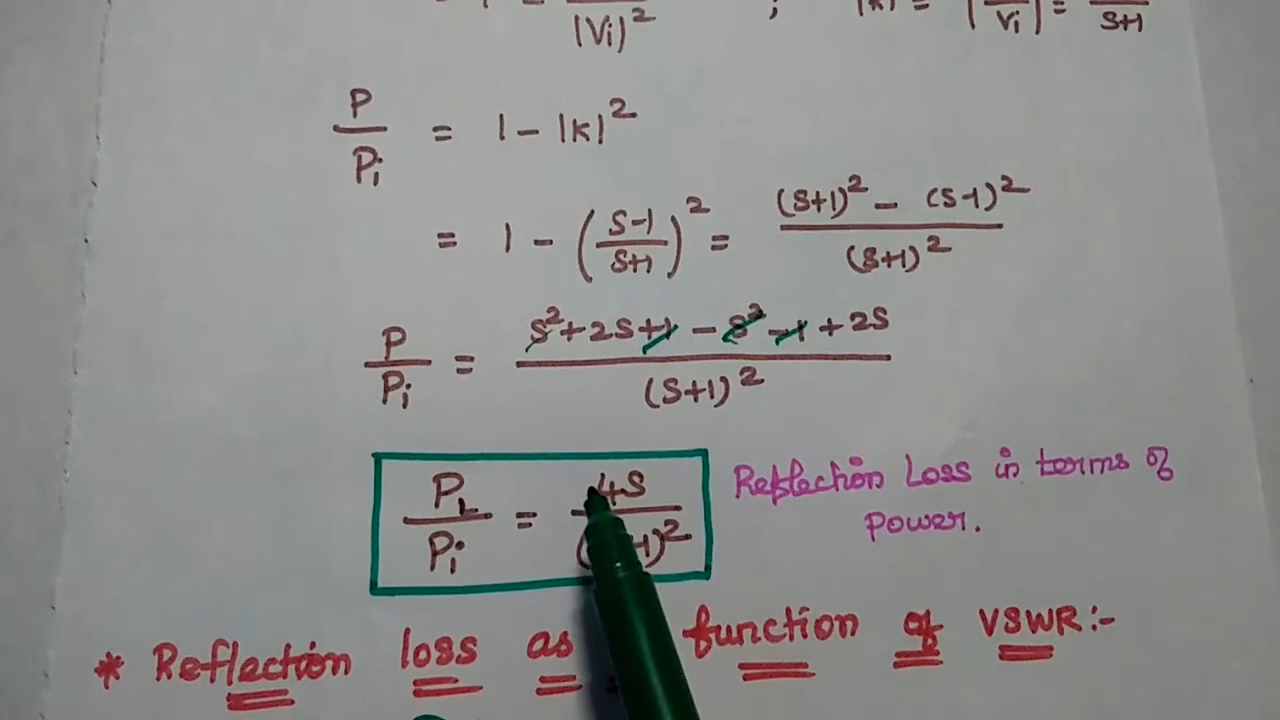 |Vi|² ; |K| = |Vi| = S+1
P/Pi = 1 - |K|²
= 1 - (S-1/S+1)² = (S+1)² - (S-1)²/(S+1)²
P/Pi = S²+2S+1 - S² -1 +2S/(S+1)²
PL/Pi = 4S/( -1)² Reflection Loss in terms of
Power.
* Reflection loss as function of VSWR:-